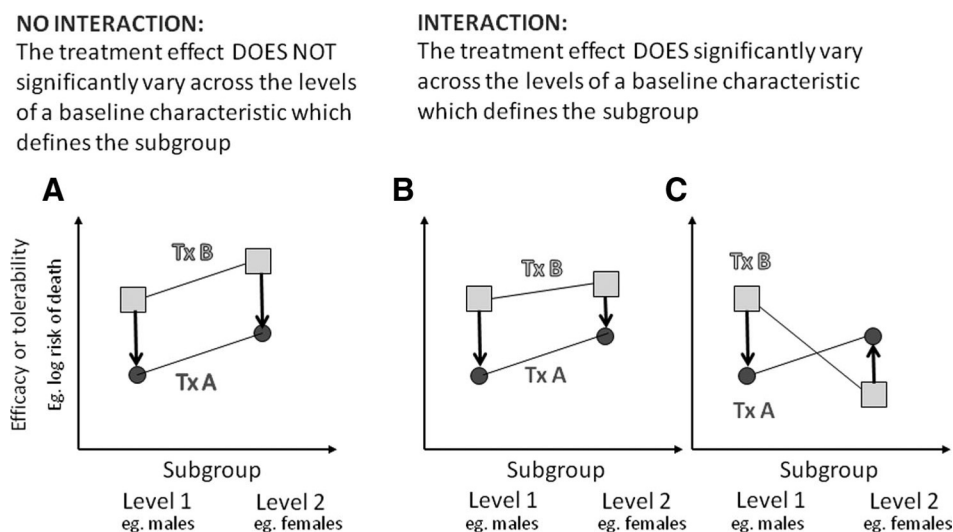 NO INTERACTION:
The treatment effect DOES NOT
significantly vary across the levels
of a baseline characteristic which
defines the subgroup
INTERACTION:
The treatment effect DOES significantly vary
across the levels of a baseline characteristic
which defines the subgroup
A
Efficacy or tolerability
Eg. log risk of death
Tx B
Tx A
Subgroup
Level 1
eg. males
Level 2
eg. females
B
Tx B
Tx A
Subgroup
Level 1
eg. males
Level 2
eg. females
C
Tx B
Tx A
Subgroup
Level 1
eg. males
Level 2
eg. females